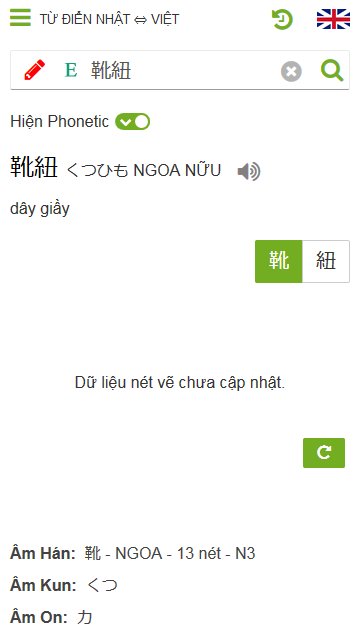 TỪ ĐIỂN NHẬT ⇔ VIỆT
E 靴紐
Hiện Phonetic
靴紐 くつひも NGOA NỮU
dây giầy
靴 紐
Dữ liệu nét vẽ chưa cập nhật.
Âm Hán: 靴 - NGOA - 13 nét - N3
Âm Kun: くつ
Âm On: カ